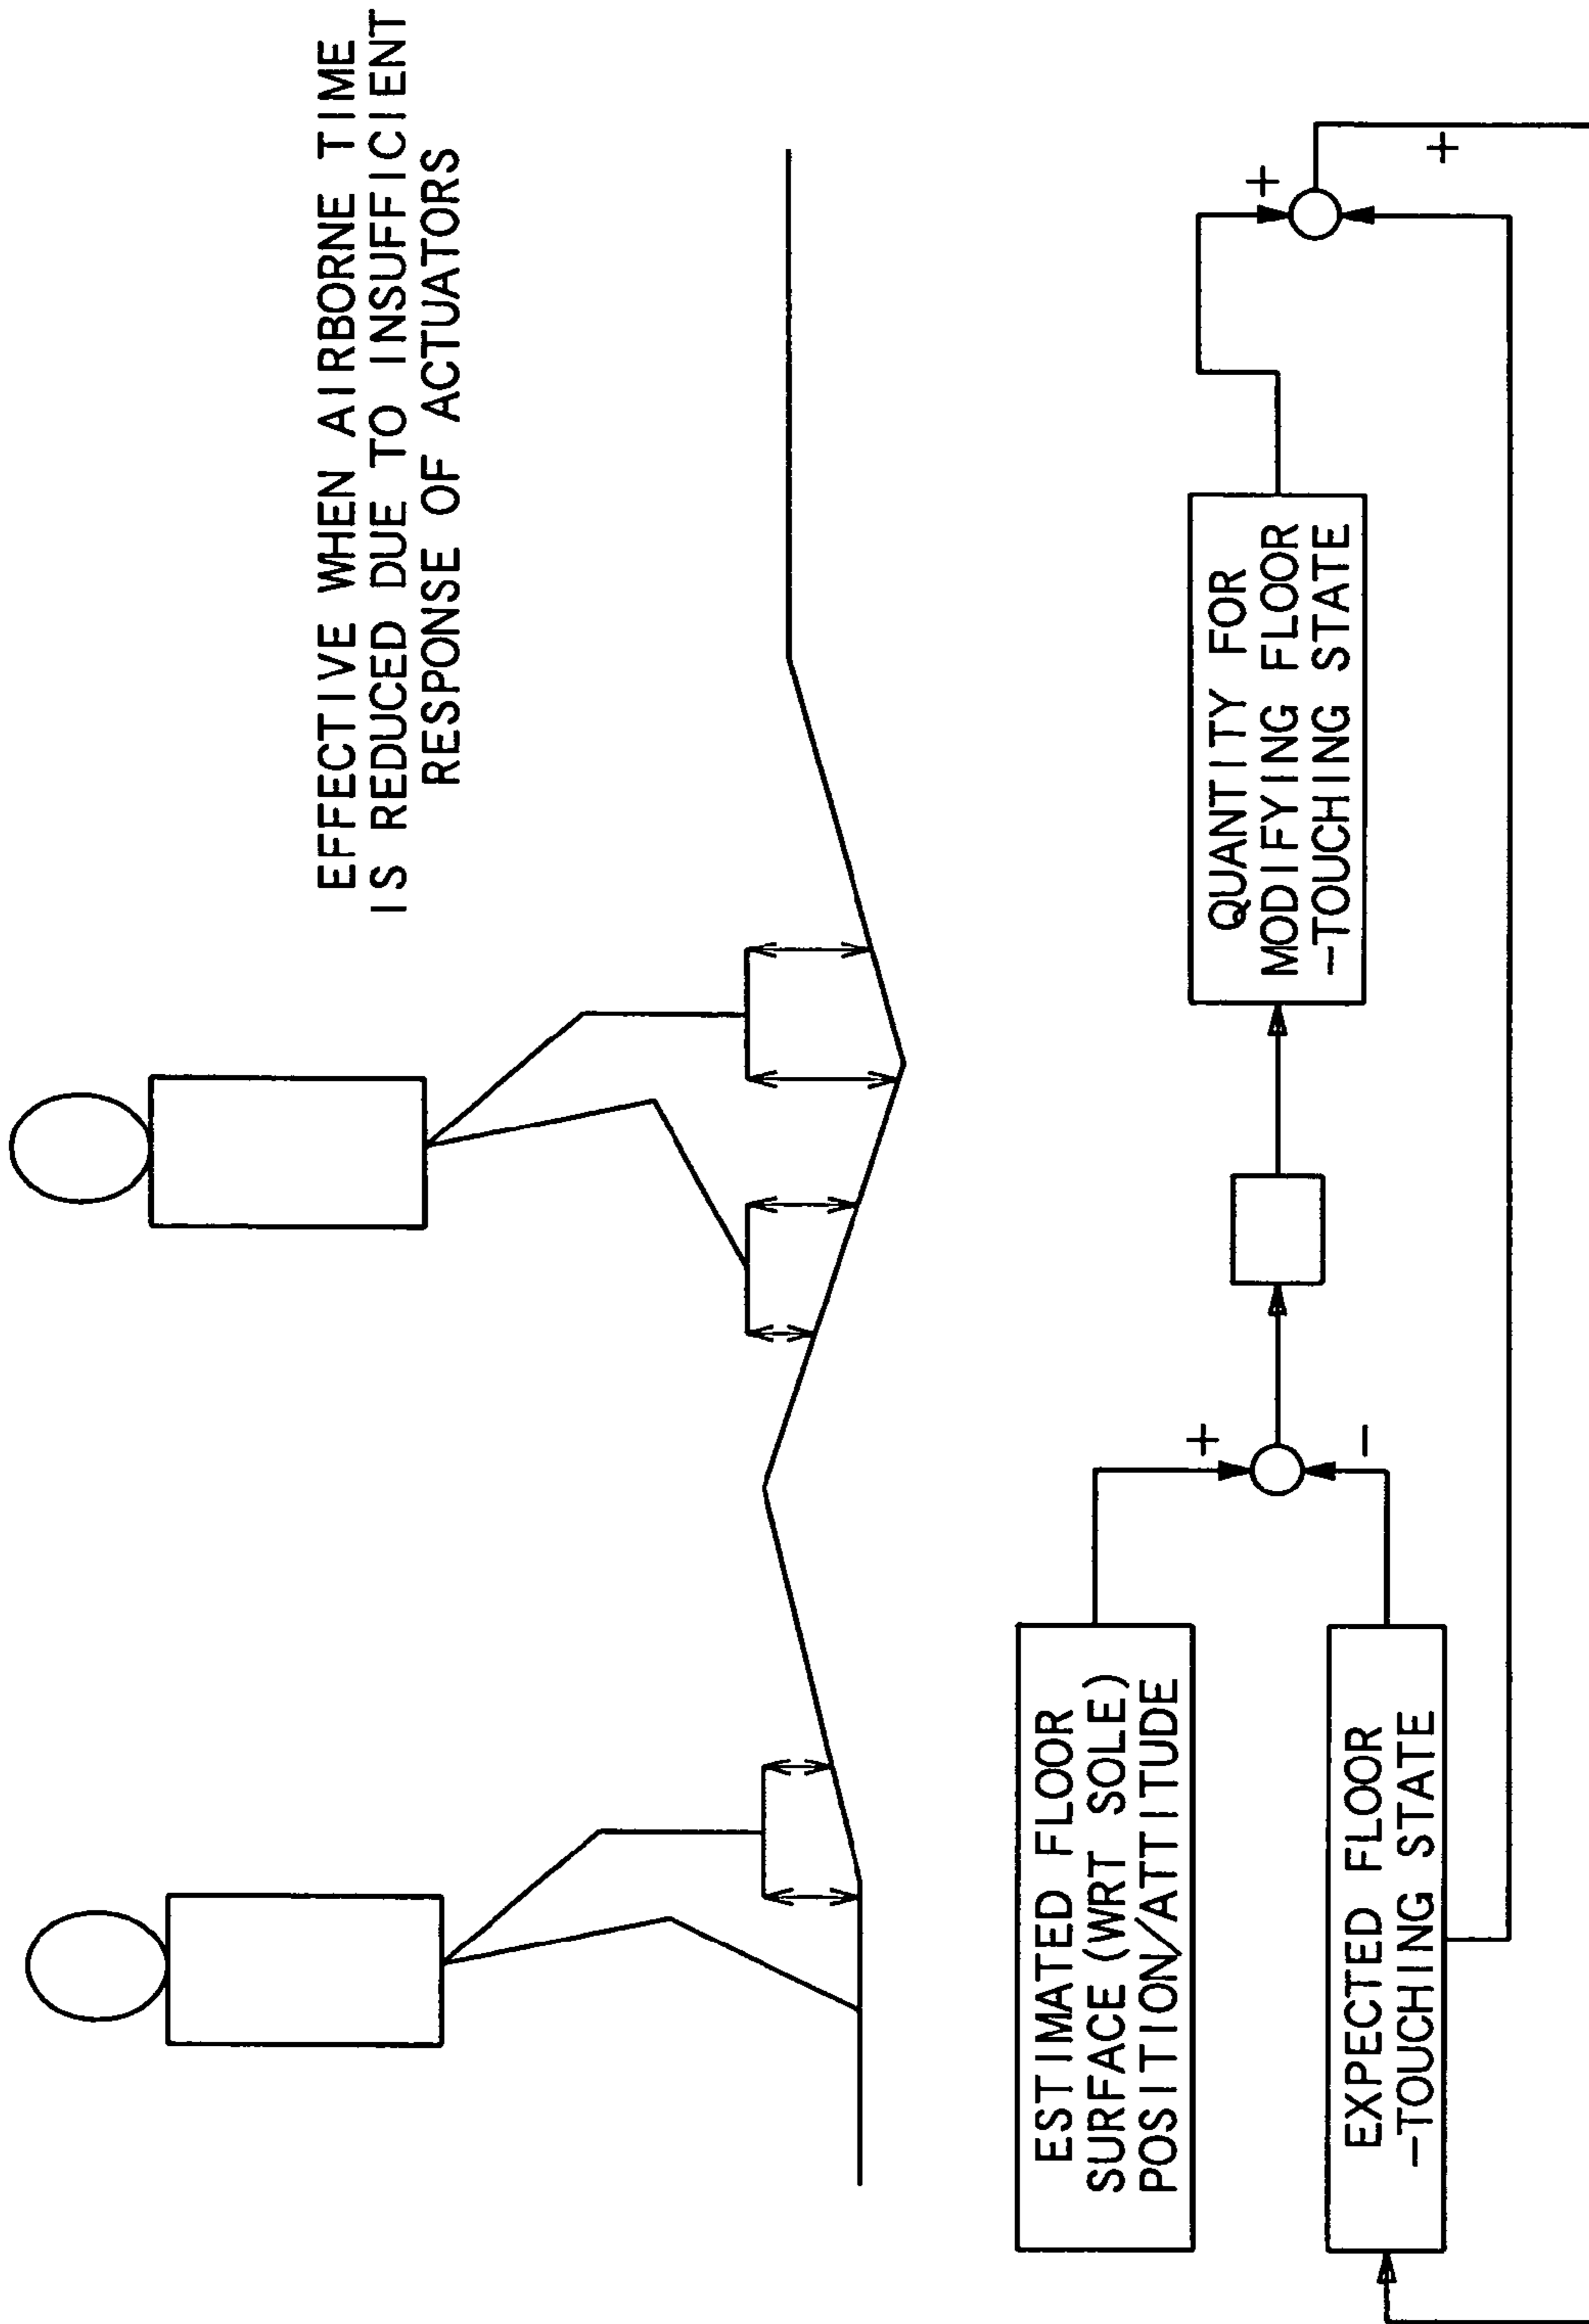 EFFECTIVE WHEN AIRBORNE TIME
IS REDUCED DUE TO INSUFFICIENT
RESPONSE OF ACTUATORS
ESTIMATED FLOOR
SURFACE (WRT SOLE)
POSITION/ATTITUDE
+
-
EXPECTED FLOOR
-TOUCHING STATE
QUANTITY FOR
MODIFYING FLOOR
-TOUCHING STATE
+
+